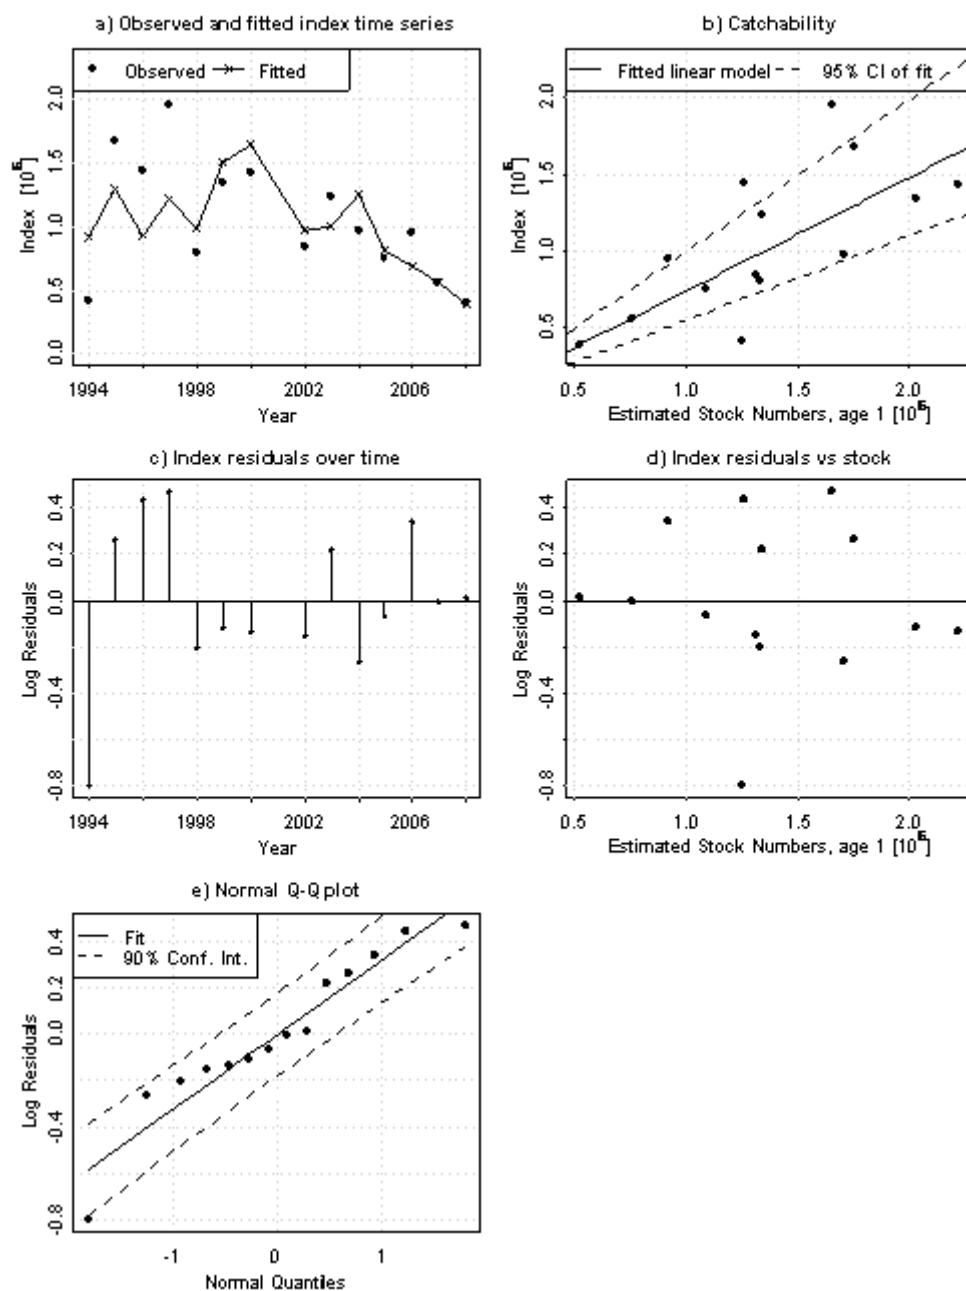 a) Observed and fitted index time series
Observed
Fitted
2.0
1.5
1.0
0.5
0.0
Index [10^6]
1994
1998
2002
2006
Year
b) Catchability
Fitted linear model
95% CI of fit
2.0
1.5
1.0
0.5
Index [10^6]
0.5
1.0
1.5
2.0
Estimated Stock Numbers, age 1 [10^6]
c) Index residuals over time
0.4
0.2
0.0
-0.4
-0.8
Log Residuals
1994
1998
2002
2006
Year
d) Index residuals vs stock
0.4
0.2
0.0
-0.4
-0.8
Log Residuals
0.5
1.0
1.5
2.0
Estimated Stock Numbers, age 1 [10^6]
e) Normal Q-Q plot
Fit
90% Conf. Int.
0.4
0.2
0.0
-0.4
-0.8
Log Residuals
-1
0
1
Normal Quantiles